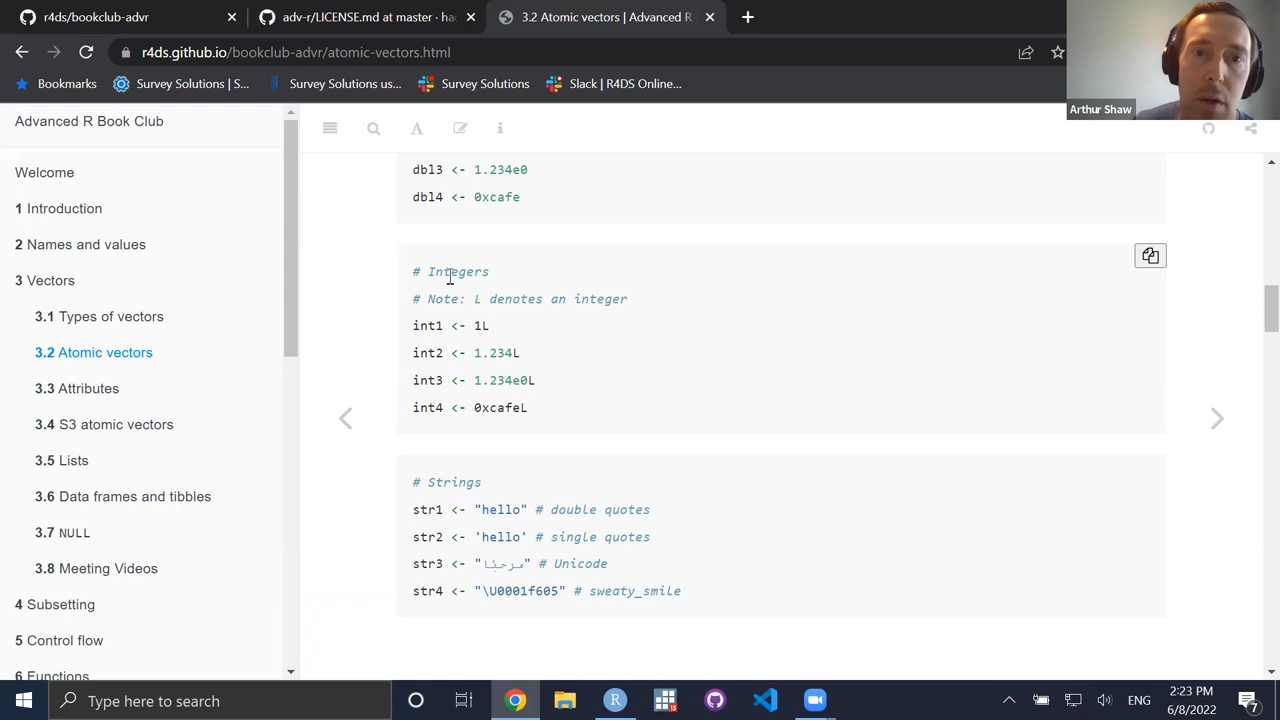 r4ds/bookclub-advr
adv-r/LICENSE.md at master · ha
3.2 Atomic vectors | Advanced R
r4ds.github.io/bookclub-advr/atomic-vectors.html
Bookmarks
Survey Solutions | S...
Survey Solutions us...
Survey Solutions
Slack | R4DS Online...
Arthur Shaw
Advanced R Book Club
Welcome
1 Introduction
2 Names and values
3 Vectors
3.1 Types of vectors
3.2 Atomic vectors
3.3 Attributes
3.4 S3 atomic vectors
3.5 Lists
3.6 Data frames and tibbles
3.7 NULL
3.8 Meeting Videos
4 Subsetting
5 Control flow
6 Functions
dbl3 <- 1.234e0
dbl4 <- 0xcafe
# Integers
# Note: L denotes an integer
int1 <- 1L
int2 <- 1.234L
int3 <- 1.234e0L
int4 <- 0xcafeL
# Strings
str1 <- "hello" # double quotes
str2 <- 'hello' # single quotes
str3 <- "مرحبًا" # Unicode
str4 <- "\U0001f605" # sweaty_smile
Type here to search
ENG
2:23 PM
6/8/2022
7